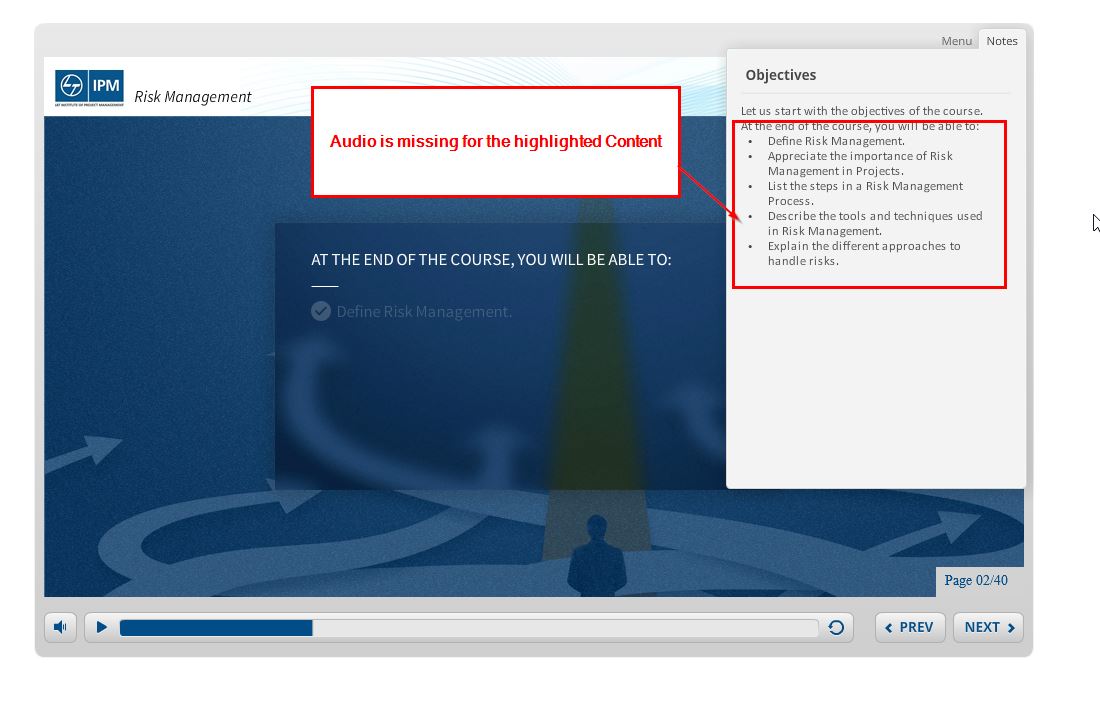 Menu
Notes
IPM
L&T INSTITUTE OF PROJECT MANAGEMENT
Risk Management
Objectives
Let us start with the objectives of the course.
At the end of the course, you will be able to:
• Define Risk Management.
• Appreciate the importance of Risk
Management in Projects.
• List the steps in a Risk Management
Process.
• Describe the tools and techniques used
in Risk Management.
• Explain the different approaches to
handle risks.
Audio is missing for the highlighted Content
AT THE END OF THE COURSE, YOU WILL BE ABLE TO:
Define Risk Management.
Page 02/40
PREV
NEXT